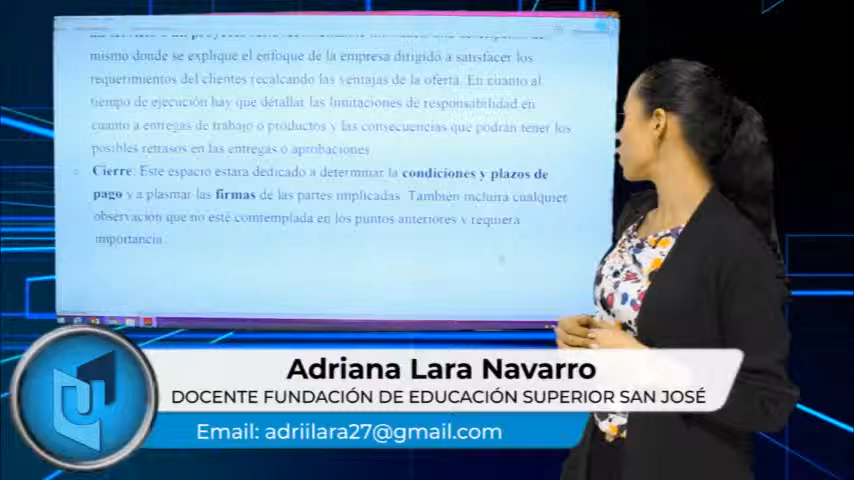 mismo donde se explique el enfoque de la empresa dirigido a satisfacer los
requerimientos del clientes recalcando las ventajas de la oferta. En cuanto al
tiempo de ejecución hay que detallar las limitaciones de responsabilidad en
cuanto a entregas de trabajo o productos y las consecuencias que podrán tener los
posibles retrasos en las entregas o aprobaciones
Cierre: Este espacio estará dedicado a determinar la condiciones y plazos de
pago y a plasmar las firmas de las partes implicadas. También incluirá cualquier
observación que no esté comtemplada en los puntos anteriores y requiera
importancia.
Adriana Lara Navarro
DOCENTE FUNDACIÓN DE EDUCACIÓN SUPERIOR SAN JOSÉ
Email: adriilara27@gmail.com